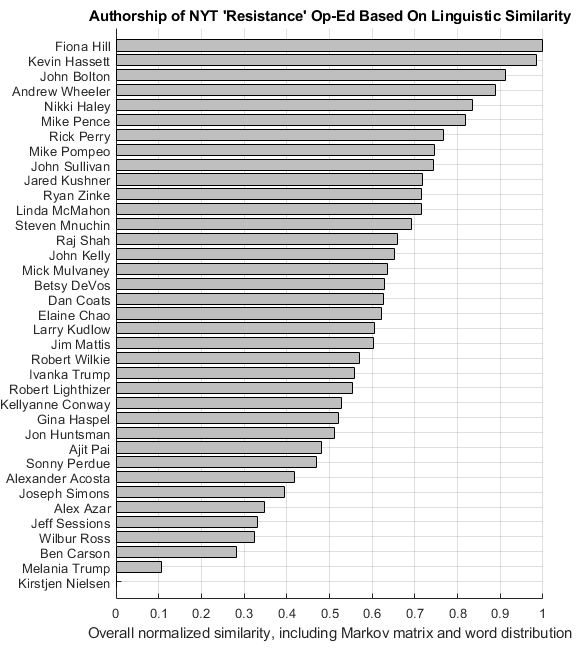 Authorship of NYT 'Resistance' Op-Ed Based On Linguistic Similarity
Fiona Hill
Kevin Hassett
John Bolton
Andrew Wheeler
Nikki Haley
Mike Pence
Rick Perry
Mike Pompeo
John Sullivan
Jared Kushner
Ryan Zinke
Linda McMahon
Steven Mnuchin
Raj Shah
John Kelly
Mick Mulvaney
Betsy DeVos
Dan Coats
Elaine Chao
Larry Kudlow
Jim Mattis
Robert Wilkie
Ivanka Trump
Robert Lighthizer
Kellyanne Conway
Gina Haspel
Jon Huntsman
Ajit Pai
Sonny Perdue
Alexander Acosta
Joseph Simons
Alex Azar
Jeff Sessions
Wilbur Ross
Ben Carson
Melania Trump
Kirstjen Nielsen
0 0.1 0.2 0.3 0.4 0.5 0.6 0.7 0.8 0.9 1
Overall normalized similarity, including Markov matrix and word distribution